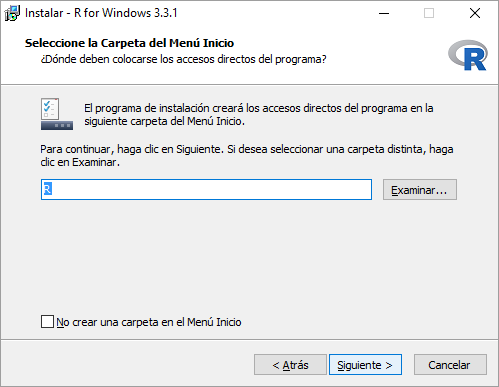 Instalar - R for Windows 3.3.1
Seleccione la Carpeta del Menú Inicio
¿Dónde deben colocarse los accesos directos del programa?
R
El programa de instalación creará los accesos directos del programa en la
siguiente carpeta del Menú Inicio.
Para continuar, haga clic en Siguiente. Si desea seleccionar una carpeta distinta, haga
clic en Examinar.
R
Examinar...
No crear una carpeta en el Menú Inicio
< Atrás
Siguiente >
Cancelar